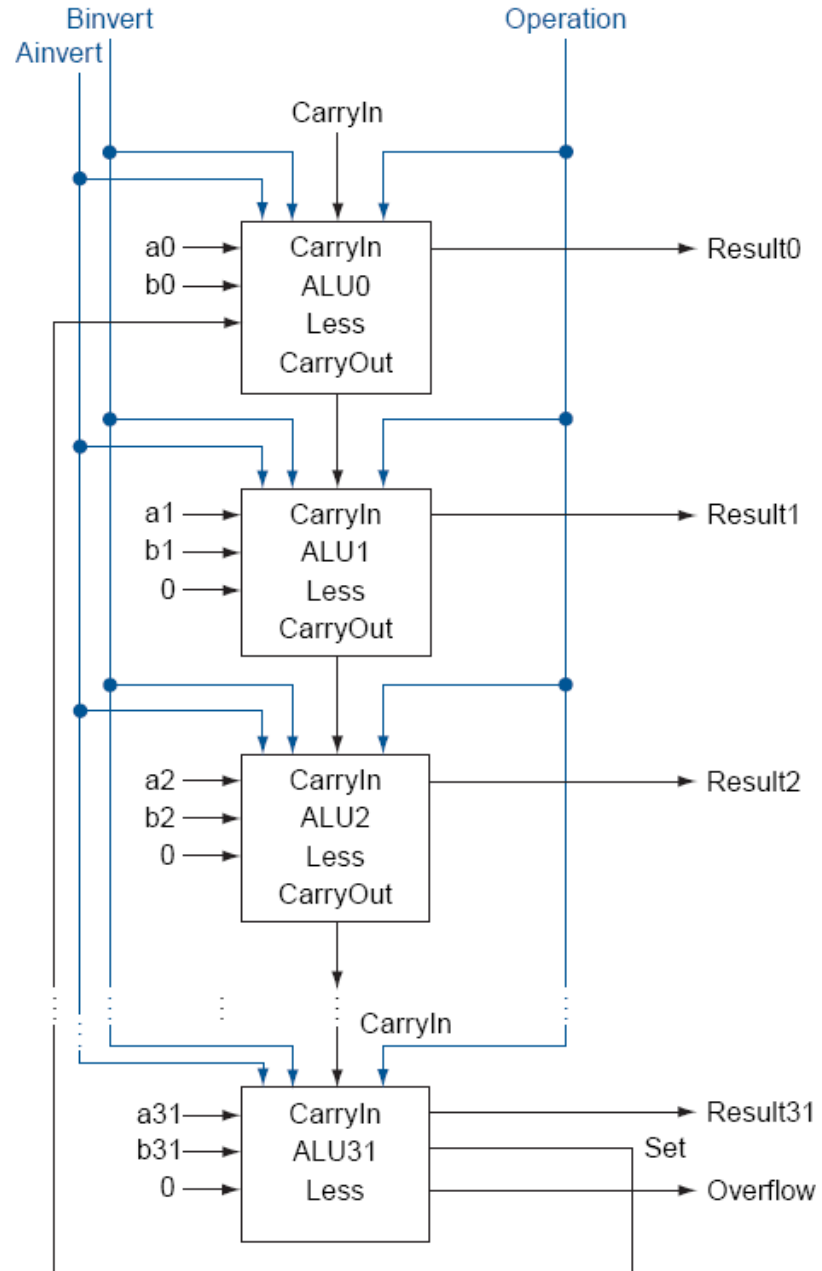 Binvert
Operation
Ainvert
CarryIn
a0
CarryIn
Result0
b0
ALU0
Less
CarryOut
a1
CarryIn
Result1
b1
ALU1
0
Less
CarryOut
a2
CarryIn
Result2
b2
ALU2
0
Less
CarryOut
CarryIn
a31
CarryIn
Result31
b31
ALU31
Set
0
Less
Overflow